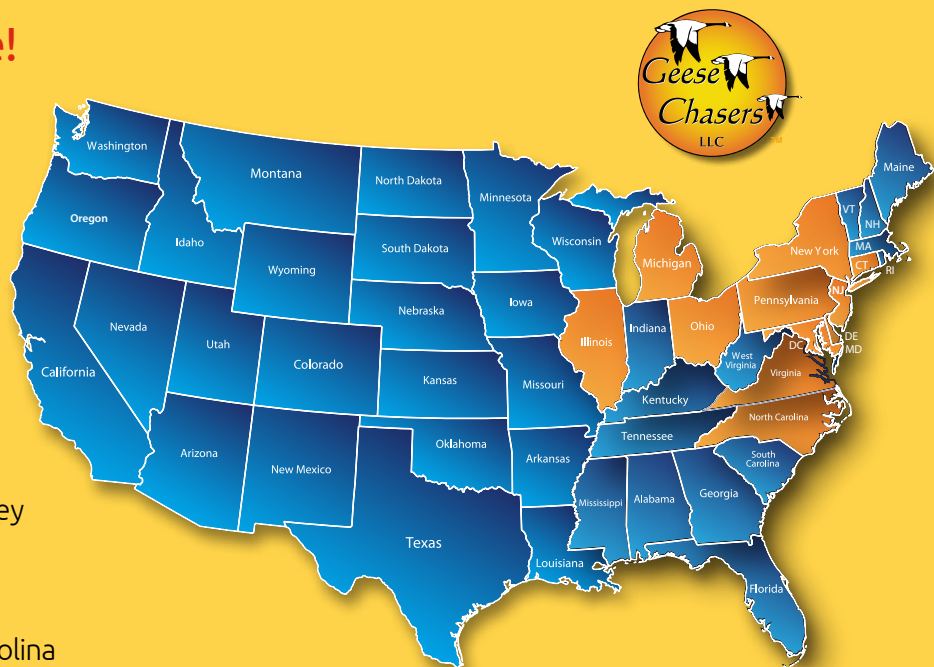 e!
Geese
Chasers
LLC
TM
Washington
Maine
Montana
North Dakota
Minnesota
VT
Oregon
NH
Idaho
South Dakota
Wisconsin
MA
New York
Wyoming
Michigan
CT
RI
Iowa
Pennsylvania
NJ
Nebraska
Nevada
Ohio
Indiana
Illinois
Utah
DE
DC
MD
Colorado
West
Virginia
California
Kansas
Missouri
Virginia
Kentucky
North Carolina
Tennessee
Oklahoma
Arizona
Arkansas
South
Carolina
New Mexico
Georgia
Mississippi
Alabama
ey
Texas
Louisiana
Florida
olina